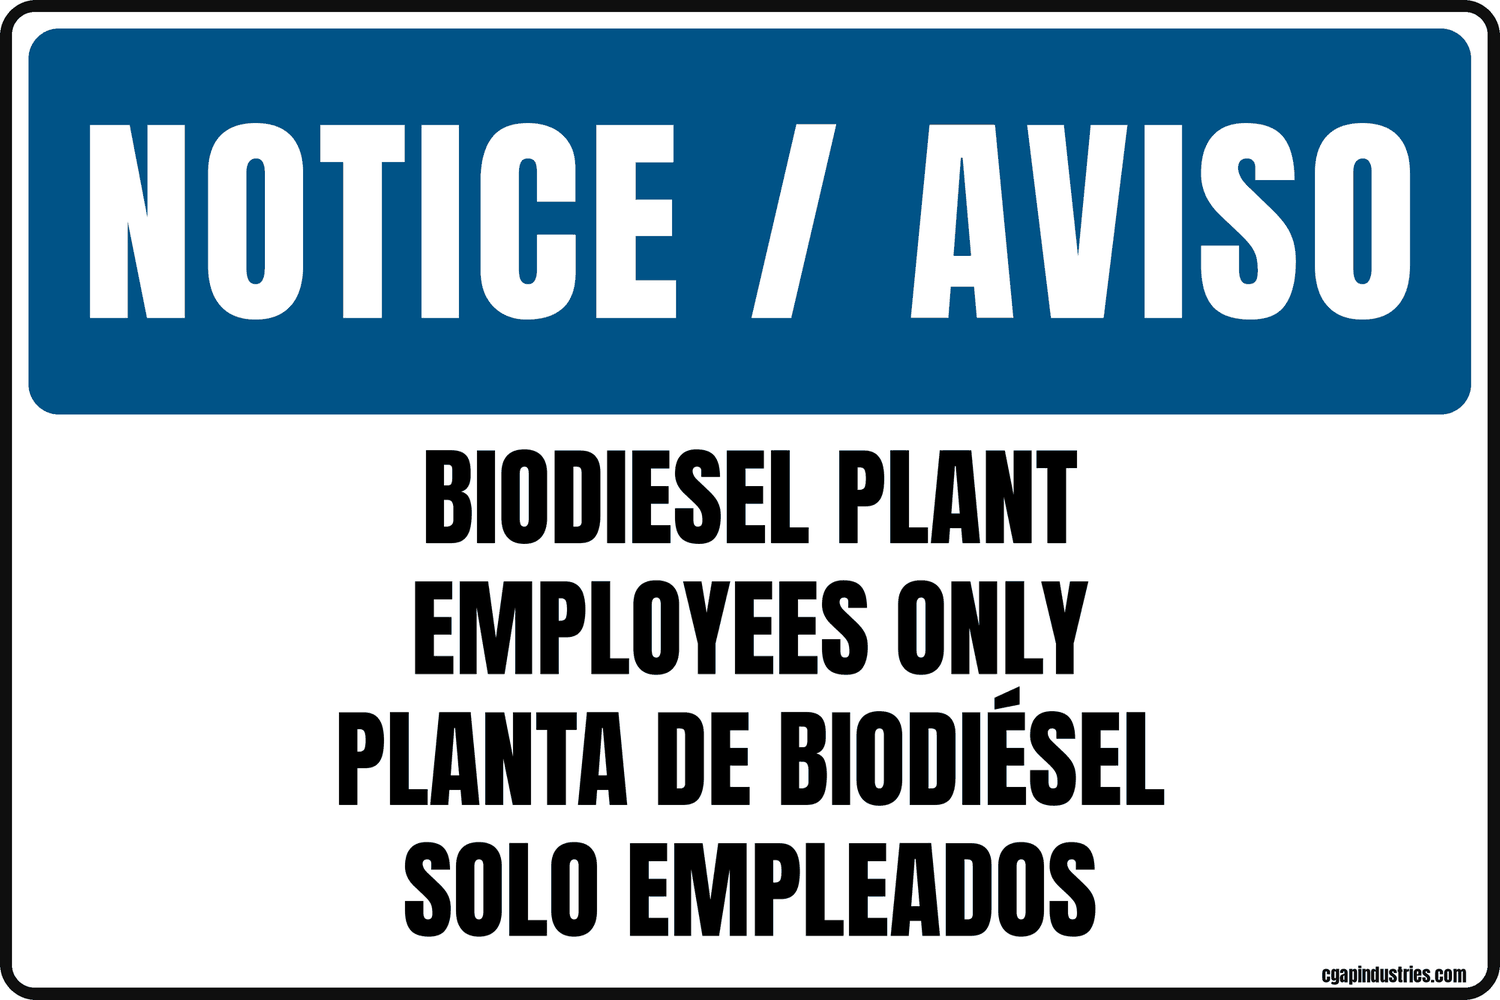 NOTICE / AVISO
BIODIESEL PLANT
EMPLOYEES ONLY
PLANTA DE BIODIÉSEL
SOLO EMPLEADOS
cgapindustries.com